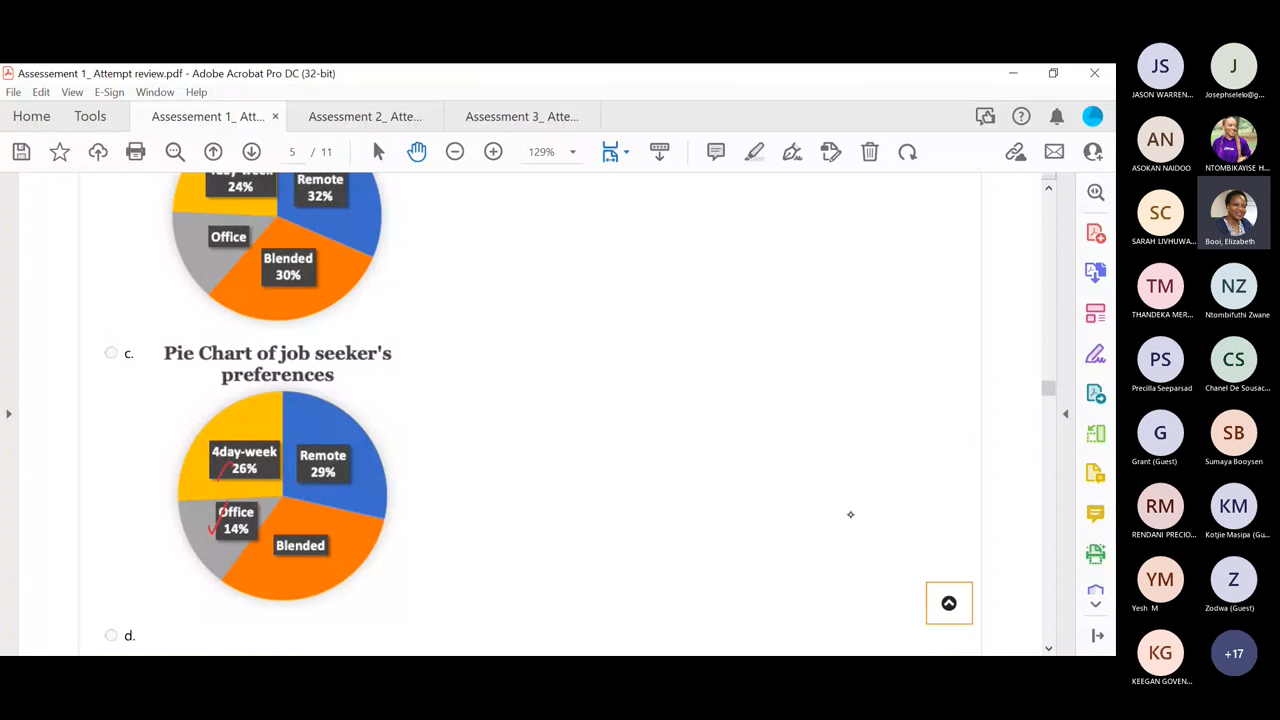 Assessement 1_ Attempt review.pdf - Adobe Acrobat Pro DC (32-bit)
File Edit View E-Sign Window Help
Home Tools Assessement 1_ Att... × Assessment 2_ Atte... Assessment 3_ Atte...
5 / 11 129%
24%
Remote
32%
Office
Blended
30%
c. Pie Chart of job seeker's
preferences
4day-week
26%
Remote
29%
Office
14%
Blended
d.
JS J
JASON WARREN... Josephselelo@g...
AN
ASOKAN NAIDOO NTOMBIKAYISE H...
SC
SARAH LIVHUWA... Booi, Elizabeth
TM NZ
THANDEKA MER... Ntombifuthi Zwane
PS CS
Precilla Seeparsad Chanel De Sousac...
G SB
Grant (Guest) Sumaya Booysen
RM KM
RENDANI PRECIO... Kotjie Masipa (Gu...
YM Z
Yesh M Zodwa (Guest)
KG +17
KEEGAN GOVEN...